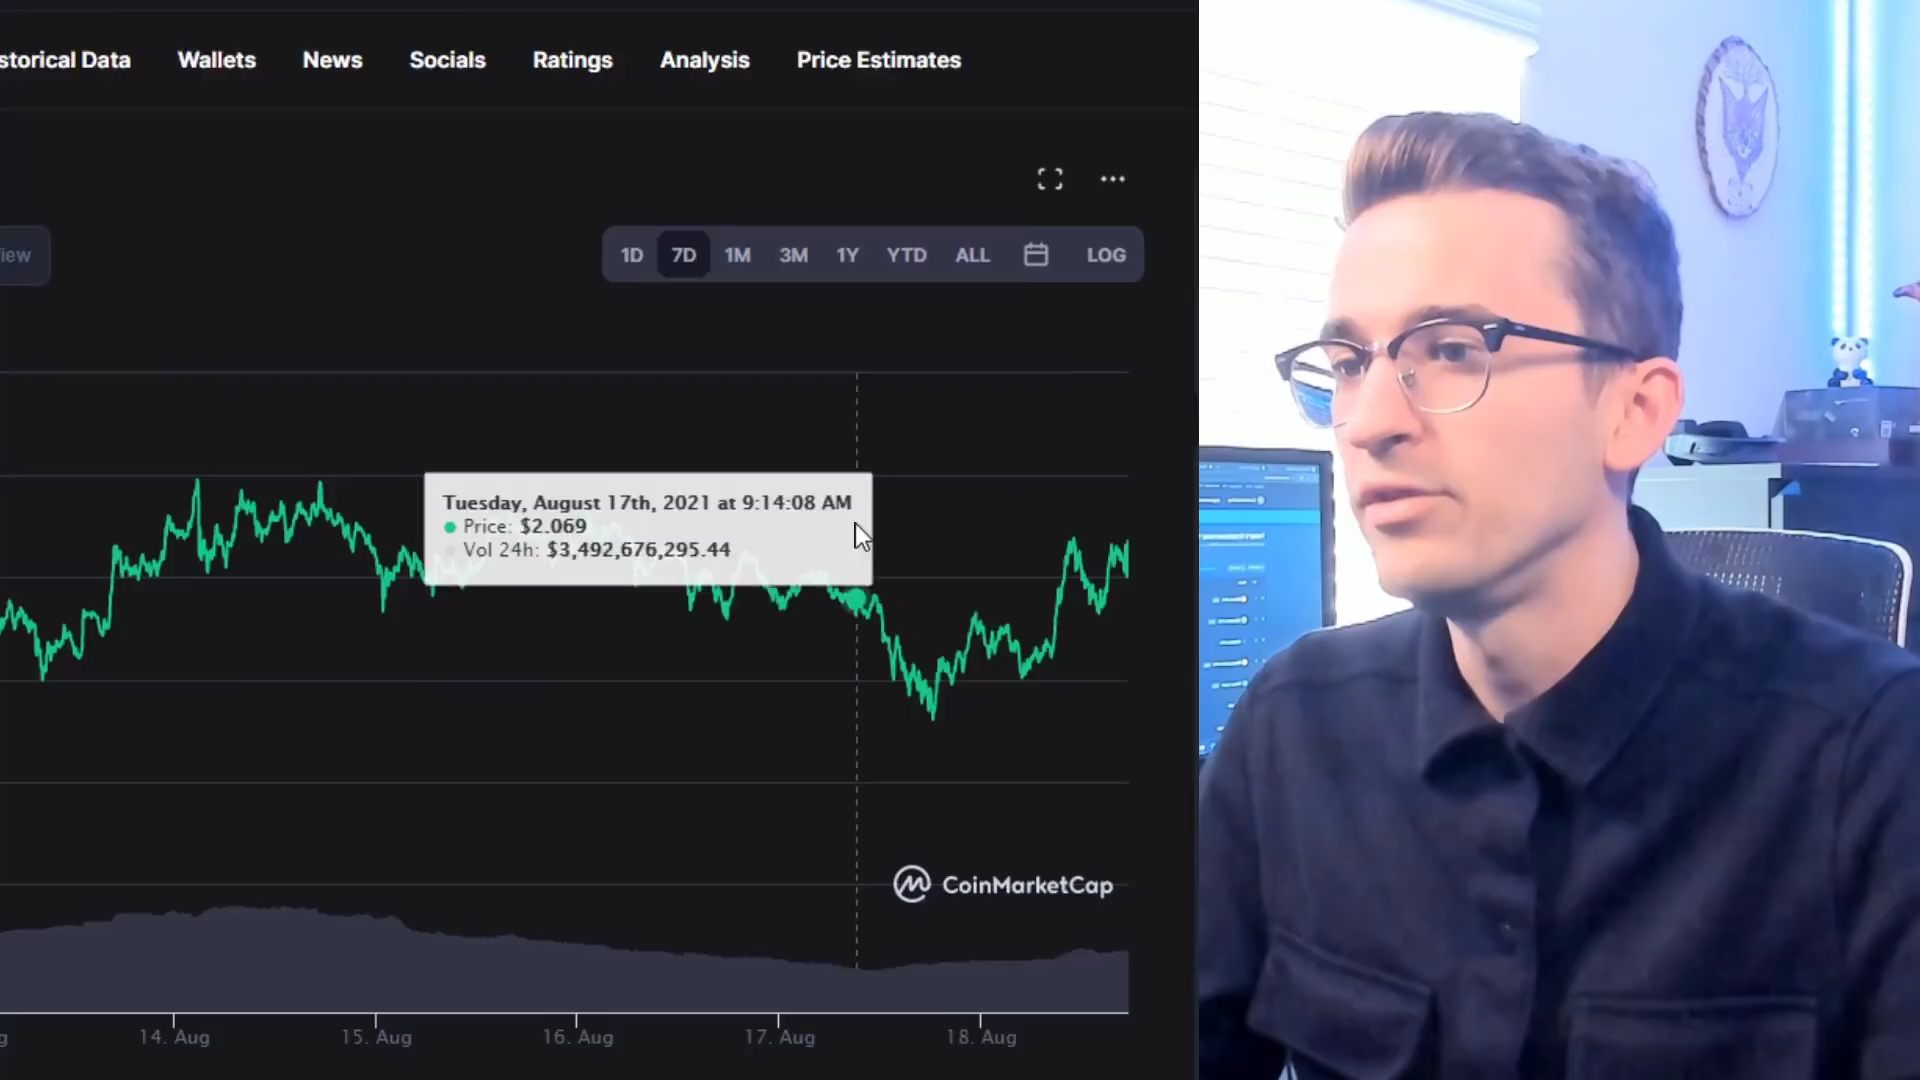 storical Data Wallets News Socials Ratings Analysis Price Estimates
iew
1D 7D 1M 3M 1Y YTD ALL LOG
Tuesday, August 17th, 2021 at 9:14:08 AM
Price: $2.069
Vol 24h: $3,492,676,295.44
CoinMarketCap
g 14. Aug 15. Aug 16. Aug 17. Aug 18. Aug